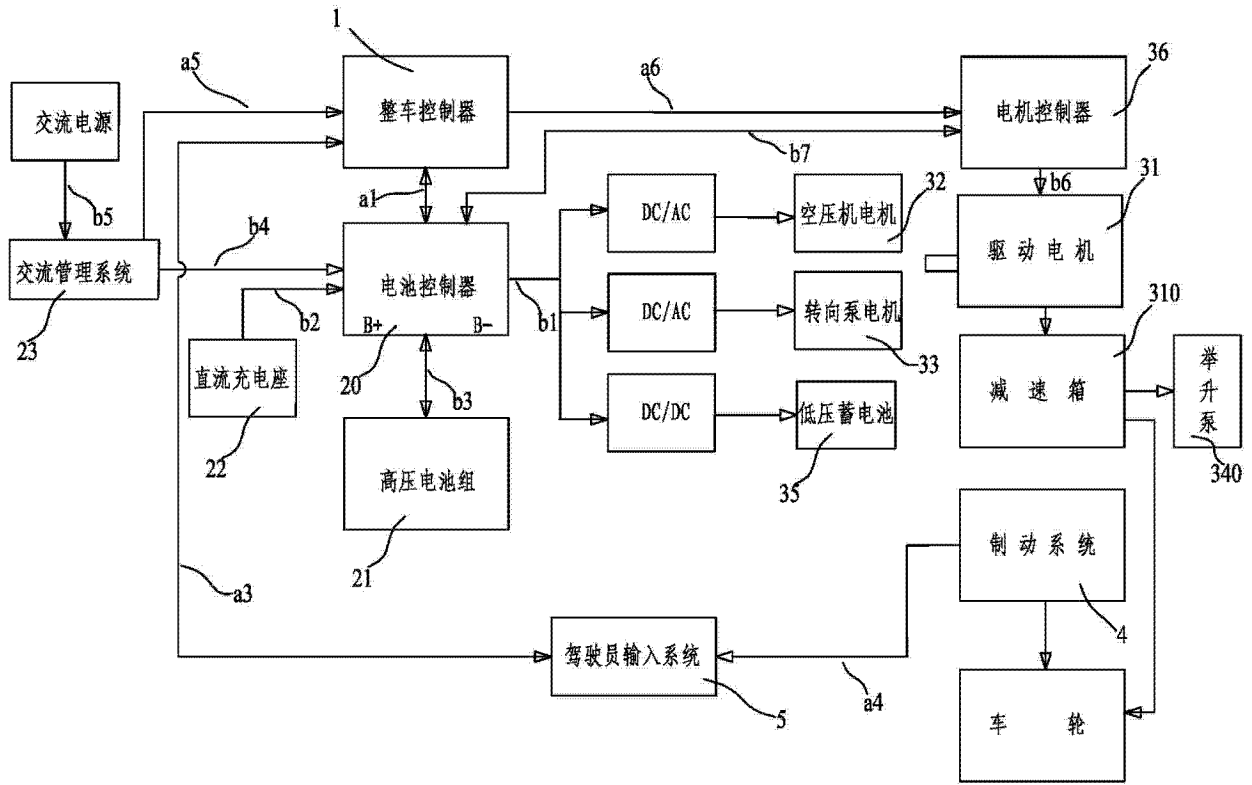 1
a5
a6
36
交流电源
整车控制器
电机控制器
b7
b5
a1
b6
31
32
DC/AC
空压机电机
b4
交流管理系统
电池控制器
驱动电机
b2
B+
B-
b1
DC/AC
转向泵电机
310
23
直流充电座
20
33
举升泵
减速箱
b3
DC/DC
低压蓄电池
22
高压电池组
35
340
21
制动系统
a3
4
驾驶员输入系统
a4
5
车轮